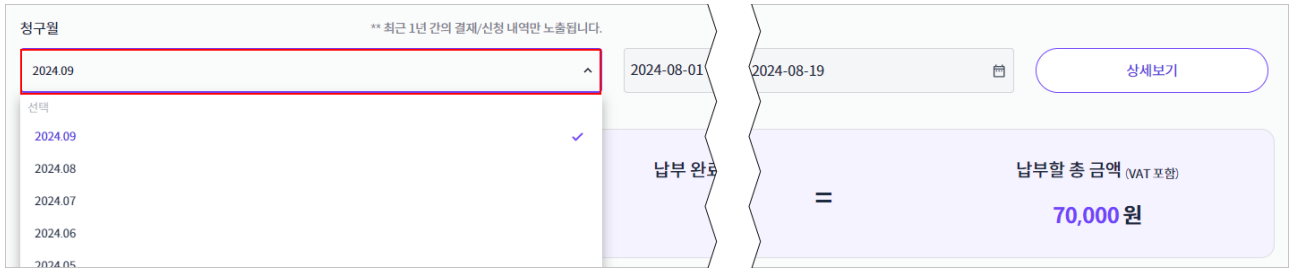 청구월
** 최근 1년 간의 결재/신청 내역만 노출됩니다.
2024.09
2024-08-01
2024-08-19
상세보기
선택
2024.09
2024.08
2024.07
2024.06
2024.05
납부 완료
=
납부할 총 금액 (VAT 포함)
70,000 원